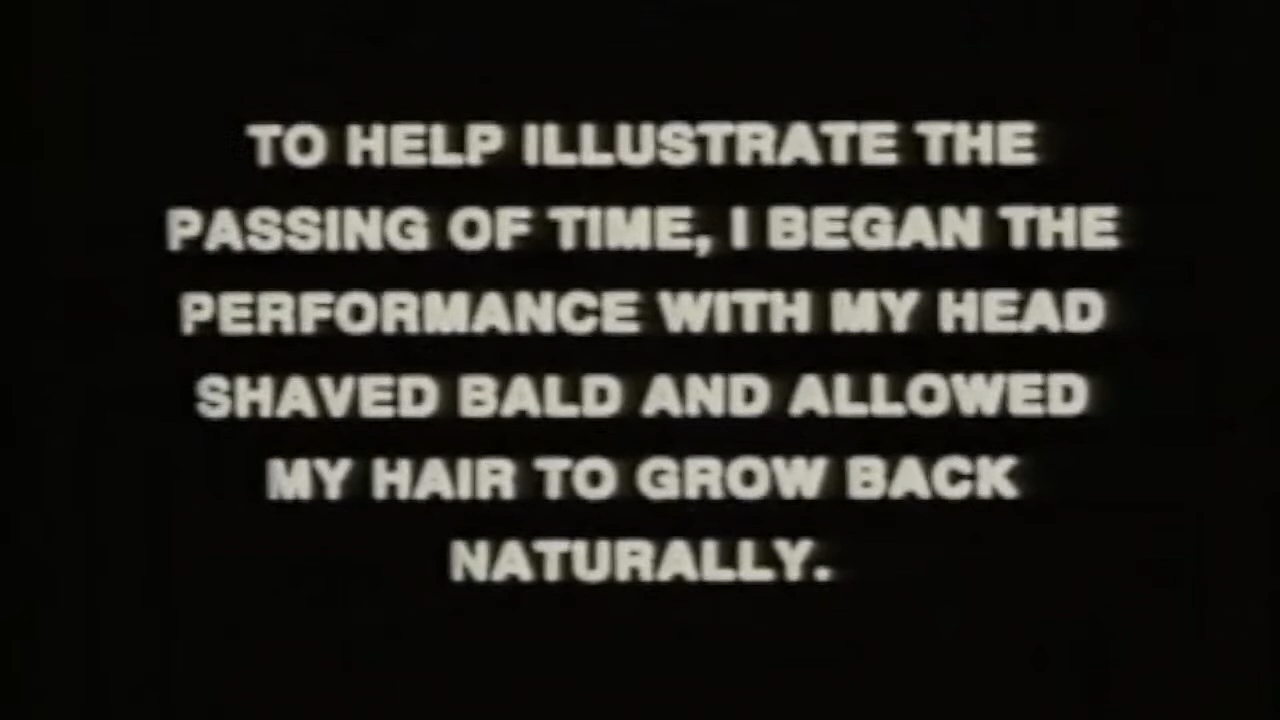 TO HELP ILLUSTRATE THE
PASSING OF TIME, I BEGAN THE
PERFORMANCE WITH MY HEAD
SHAVED BALD AND ALLOWED
MY HAIR TO GROW BACK
NATURALLY.